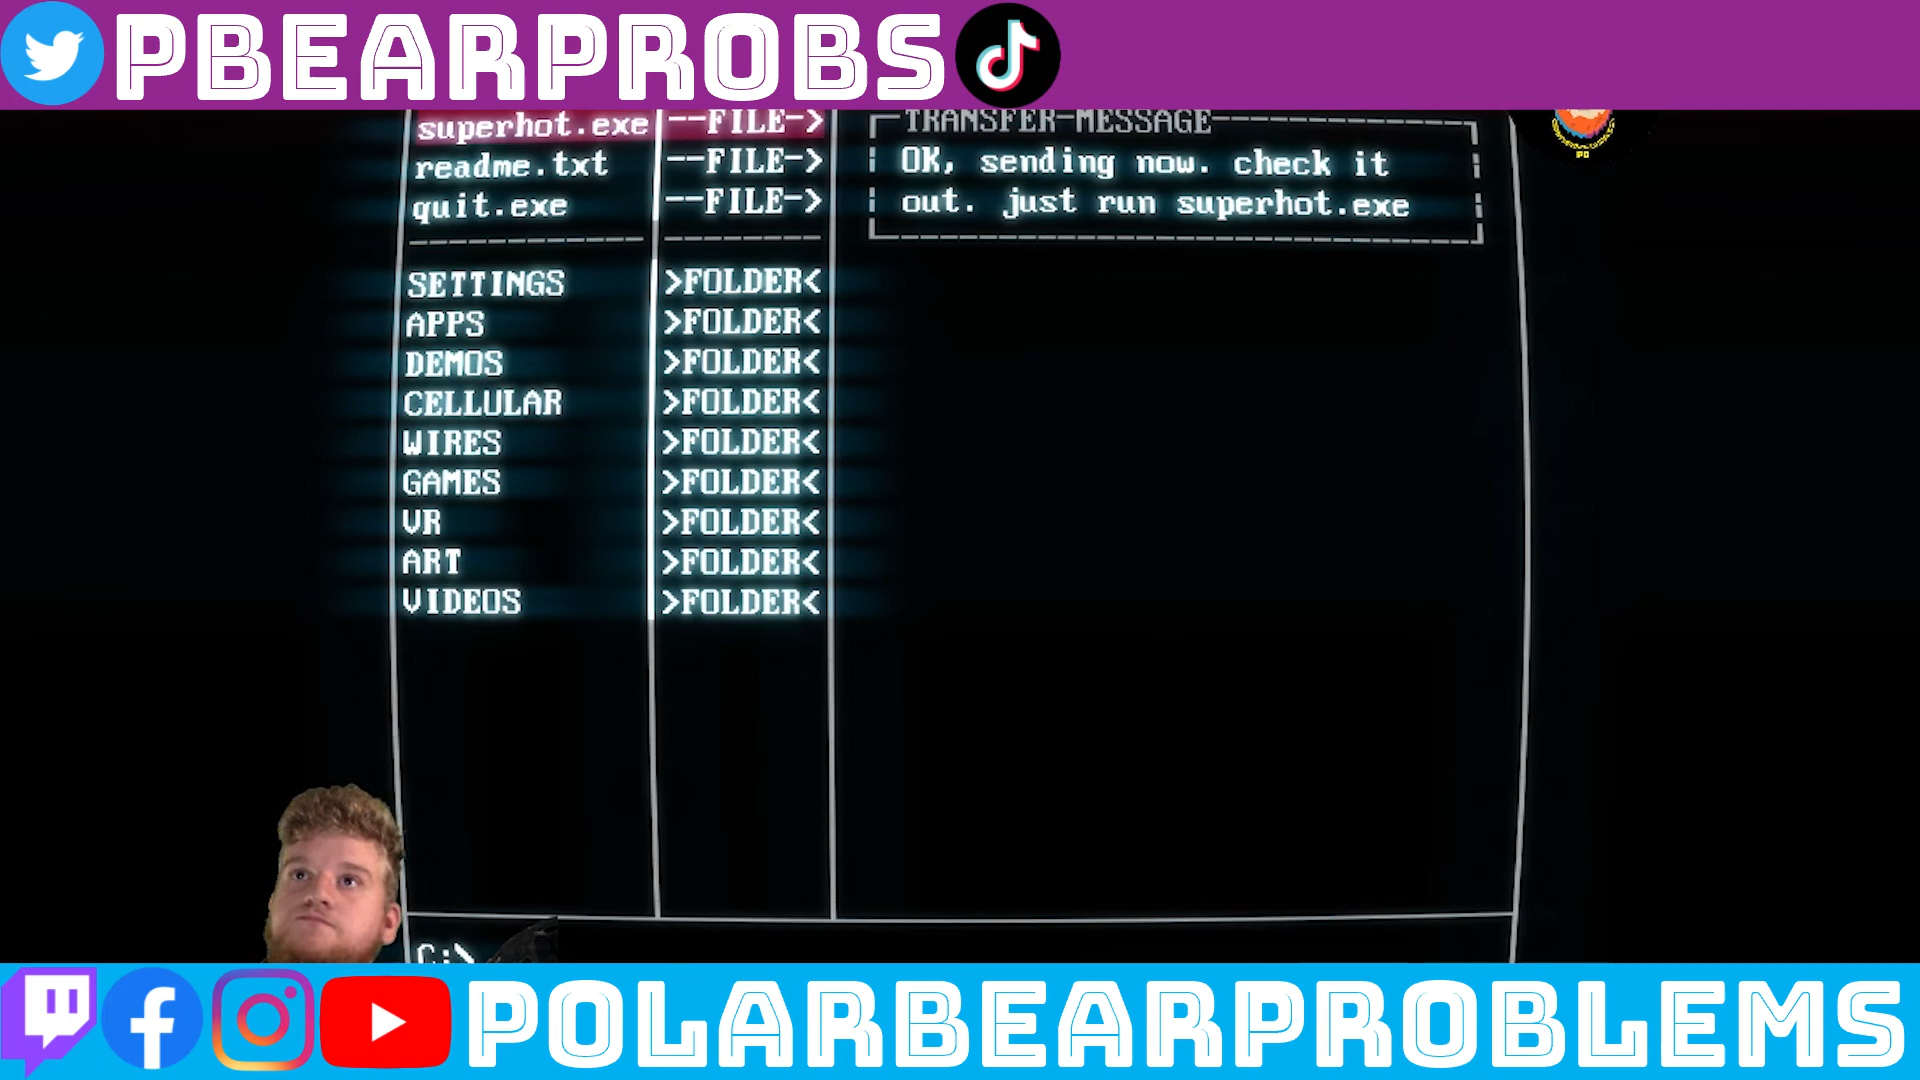 PBEARPROBS
superhot.exe --FILE->
readme.txt --FILE->
quit.exe --FILE->
SETTINGS >FOLDER<
APPS >FOLDER<
DEMOS >FOLDER<
CELLULAR >FOLDER<
WIRES >FOLDER<
GAMES >FOLDER<
VR >FOLDER<
ART >FOLDER<
VIDEOS >FOLDER<
TRANSFER-MESSAGE
OK, sending now. check it
out. just run superhot.exe
C:\
POLARBEARPROBLEMS